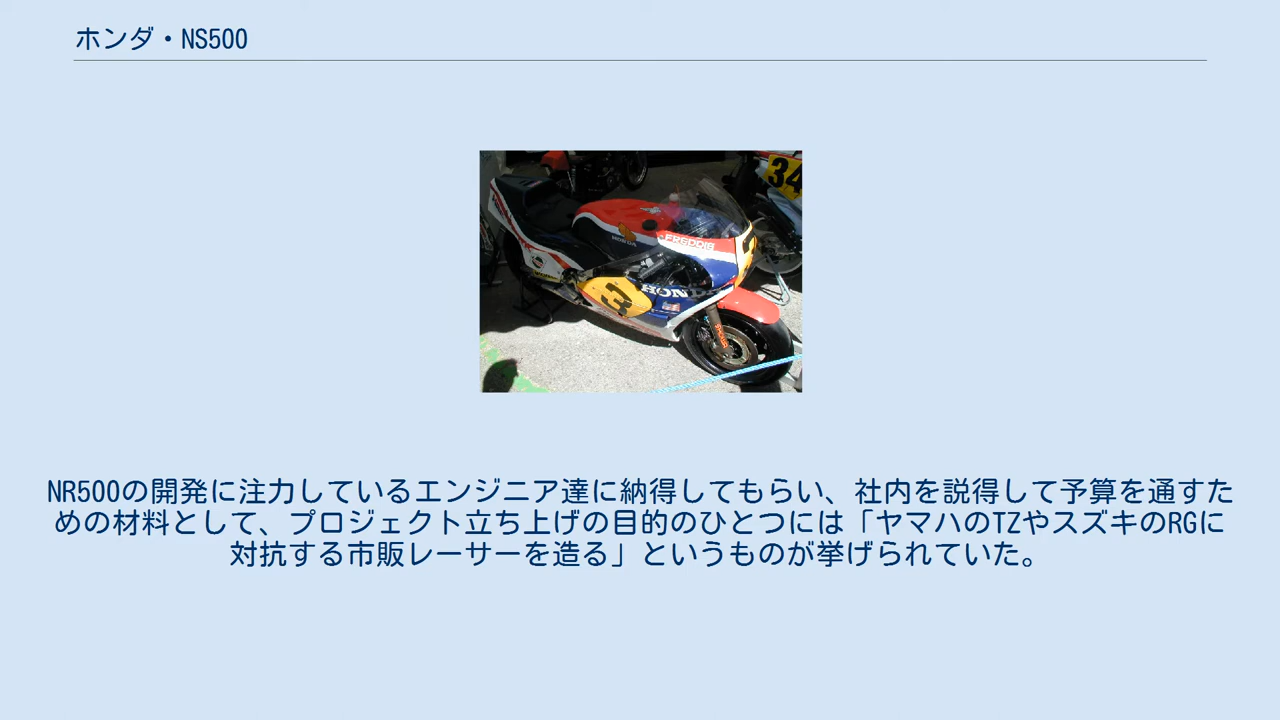 ホンダ・NS500
34
FREDDIE
HONDA
3
HONDA
NR500の開発に注力しているエンジニア達に納得してもらい、社内を説得して予算を通すた
めの材料として、プロジェクト立ち上げの目的のひとつには「ヤマハのTZやスズキのRGに
対抗する市販レーサーを造る」というものが挙げられていた。